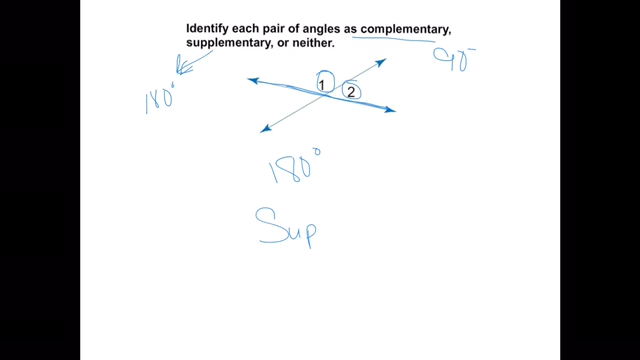 Identify each pair of angles as complementary,
supplementary, or neither.
90°
180°
1
2
180°
Sup